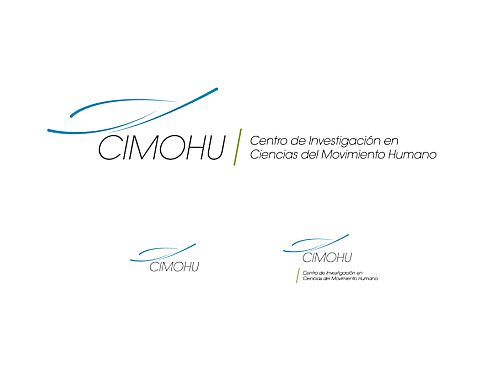 CIMOHU
Centro de Investigación en
Ciencias del Movimiento Humano
CIMOHU
CIMOHU
Centro de Investigación en
Ciencias del Movimiento Humano